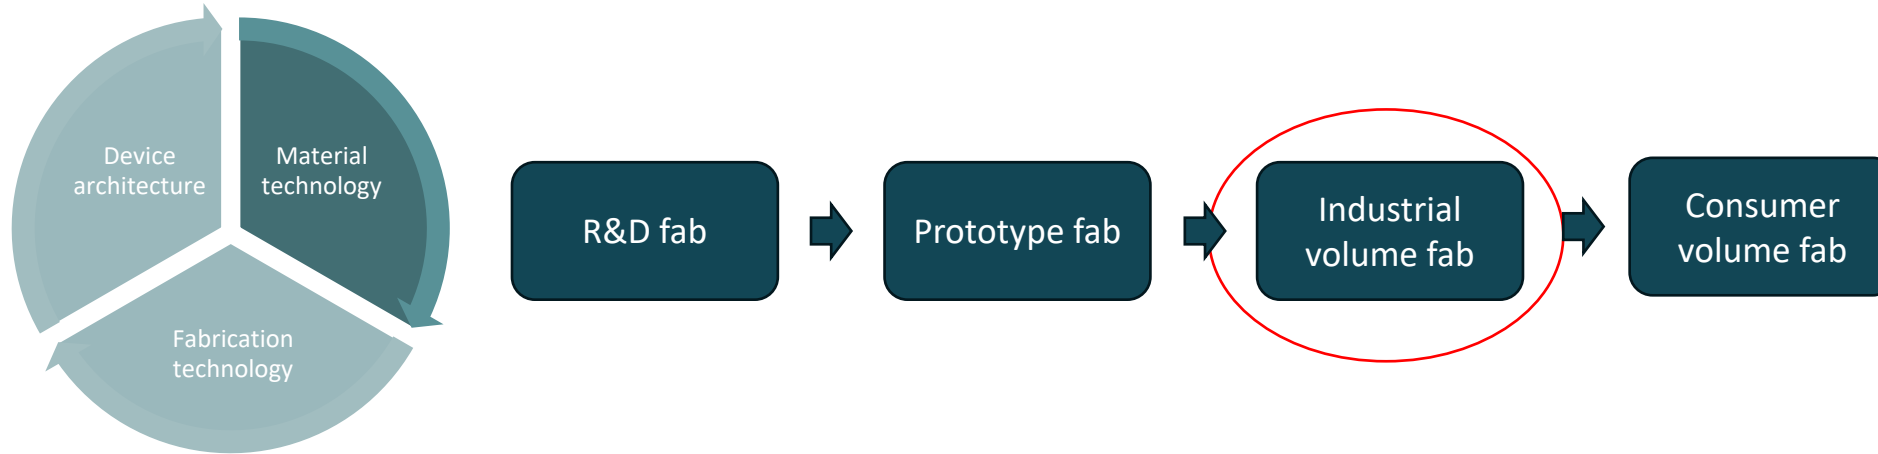 Device
architecture
Material
technology
Fabrication
technology
R&D fab
Prototype fab
Industrial
volume fab
Consumer
volume fab